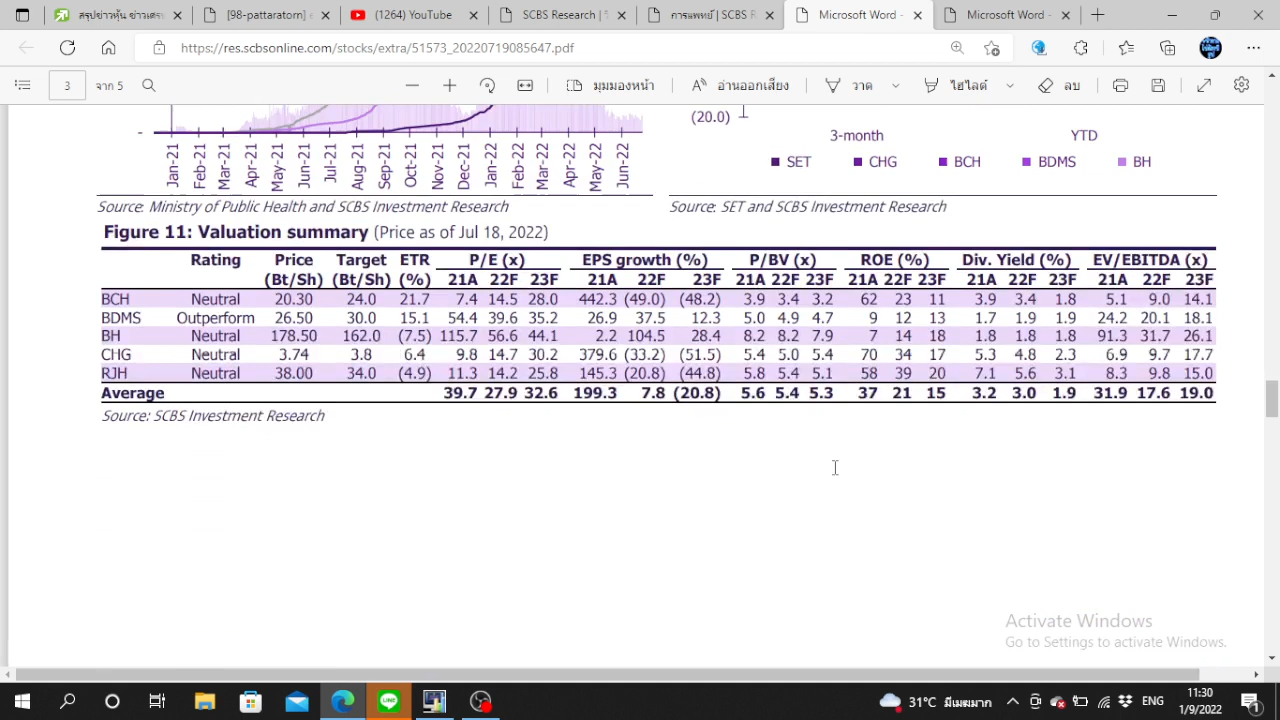 สรุปข่าวหุ้น ข่าวเศร
[98-pattaratorn] ร
(1264) YouTube
SCBS Research | ว
กราฟแพทย์ SCBS R
Microsoft Word -
Microsoft Word -
https://res.scbsonline.com/stocks/extra/51573_20220719085647.pdf
3 จาก 5 มุมมองหน้า อ่านออกเสียง วาด ไฮไลต์ ลบ
(20.0)
-
3-month YTD
Jan-21 Feb-21 Mar-21 Apr-21 May-21 Jun-21 Jul-21 Aug-21 Sep-21 Oct-21 Nov-21 Dec-21 Jan-22 Feb-22 Mar-22 Apr-22 May-22 Jun-22
SET CHG BCH BDMS BH
Source: Ministry of Public Health and SCBS Investment Research
Source: SET and SCBS Investment Research
Figure 11: Valuation summary (Price as of Jul 18, 2022)
Rating Price Target ETR P/E (x) EPS growth (%) P/BV (x) ROE (%) Div. Yield (%) EV/EBITDA (x)
(Bt/Sh) (Bt/Sh) (%) 21A 22F 23F 21A 22F 23F 21A 22F 23F 21A 22F 23F 21A 22F 23F 21A 22F 23F
BCH Neutral 20.30 24.0 21.7 7.4 14.5 28.0 442.3 (49.0) (48.2) 3.9 3.4 3.2 62 23 11 3.9 3.4 1.8 5.1 9.0 14.1
BDMS Outperform 26.50 30.0 15.1 54.4 39.6 35.2 26.9 37.5 12.3 5.0 4.9 4.7 9 12 13 1.7 1.9 1.9 24.2 20.1 18.1
BH Neutral 178.50 162.0 (7.5) 115.7 56.6 44.1 2.2 104.5 28.4 8.2 8.2 7.9 7 14 18 1.8 1.8 1.8 91.3 31.7 26.1
CHG Neutral 3.74 3.8 6.4 9.8 14.7 30.2 379.6 (33.2) (51.5) 5.4 5.0 5.4 70 34 17 5.3 4.8 2.3 6.9 9.7 17.7
RJH Neutral 38.00 34.0 (4.9) 11.3 14.2 25.8 145.3 (20.8) (44.8) 5.8 5.4 5.1 58 39 20 7.1 5.6 3.1 8.3 9.8 15.0
Average 39.7 27.9 32.6 199.3 7.8 (20.8) 5.6 5.4 5.3 37 21 15 3.2 3.0 1.9 31.9 17.6 19.0
Source: SCBS Investment Research
Activate Windows
Go to Settings to activate Windows.
31°C มีเมฆมาก ENG 11:30
1/9/2022